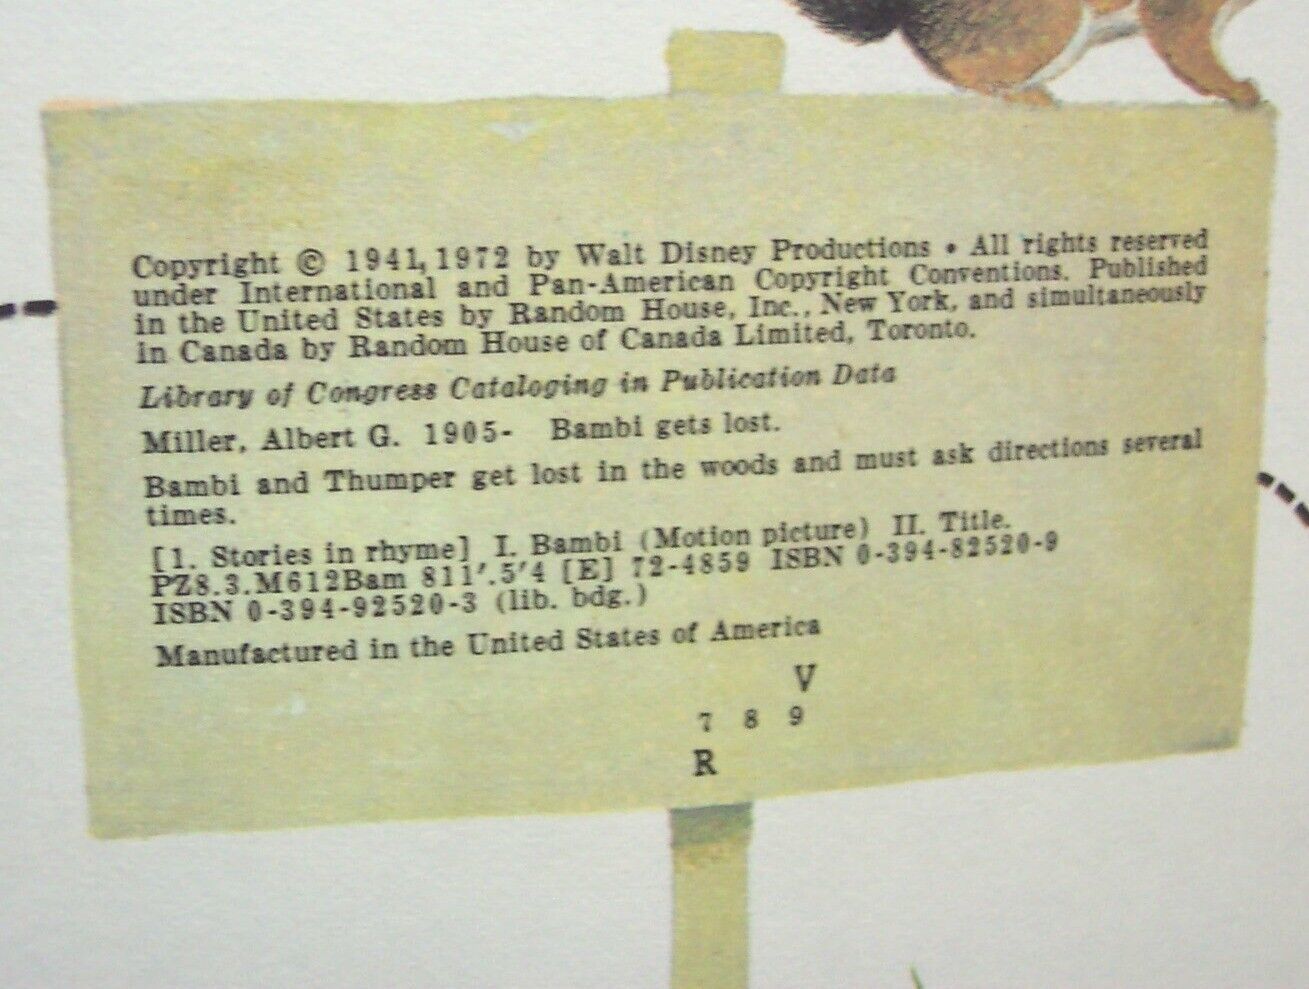 Copyright © 1941, 1972 by Walt Disney Productions • All rights reserved
under International and Pan-American Copyright Conventions. Published
in the United States by Random House, Inc., New York, and simultaneously
in Canada by Random House of Canada Limited, Toronto.
Library of Congress Cataloging in Publication Data
Miller, Albert G. 1905- Bambi gets lost.
Bambi and Thumper get lost in the woods and must ask directions several
times.
[1. Stories in rhyme] I. Bambi (Motion picture) II. Title.
PZ8.3.M612Bam 811'.5'4 [E] 72-4859 ISBN 0-394-82520-9
ISBN 0-394-92520-3 (lib. bdg.)
Manufactured in the United States of America
V
7 8 9
R